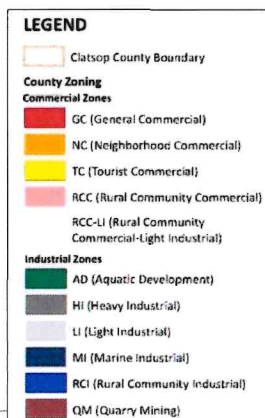 LEGEND
Clatsop County Boundary
County Zoning
Commercial Zones
GC (General Commercial)
NC (Neighborhood Commercial)
TC (Tourist Commercial)
RCC (Rural Community Commercial)
RCC-LI (Rural Community
Commercial-Light Industrial)
Industrial Zones
AD (Aquatic Development)
HI (Heavy Industrial)
LI (Light Industrial)
MI (Marine Industrial)
RCI (Rural Community Industrial)
QM (Quarry Mining)